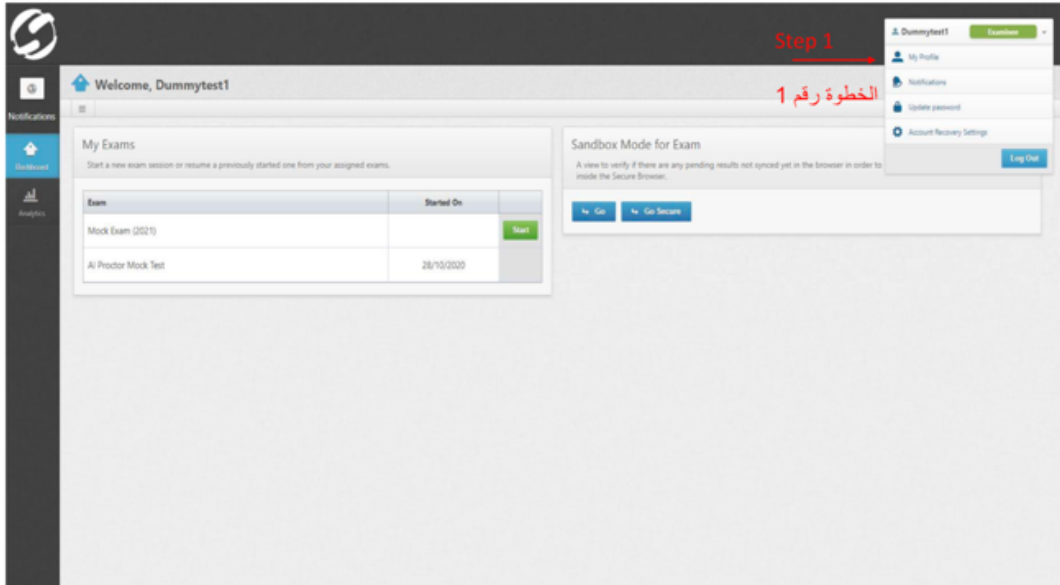 Step 1
الخطوة رقم 1
Dummytest1
Examinee
My Profile
Notifications
Update password
Account Recovery Settings
Log Out
Notifications
Dashboard
Analytics
Welcome, Dummytest1
My Exams
Start a new exam session or resume a previously started one from your assigned exams.
Exam Started On
Mock Exam (2021) Start
AI Proctor Mock Test 28/10/2020
Sandbox Mode for Exam
A view to verify if there are any pending results not synced yet in the browser in order to
inside the Secure Browser.
Go Go Secure